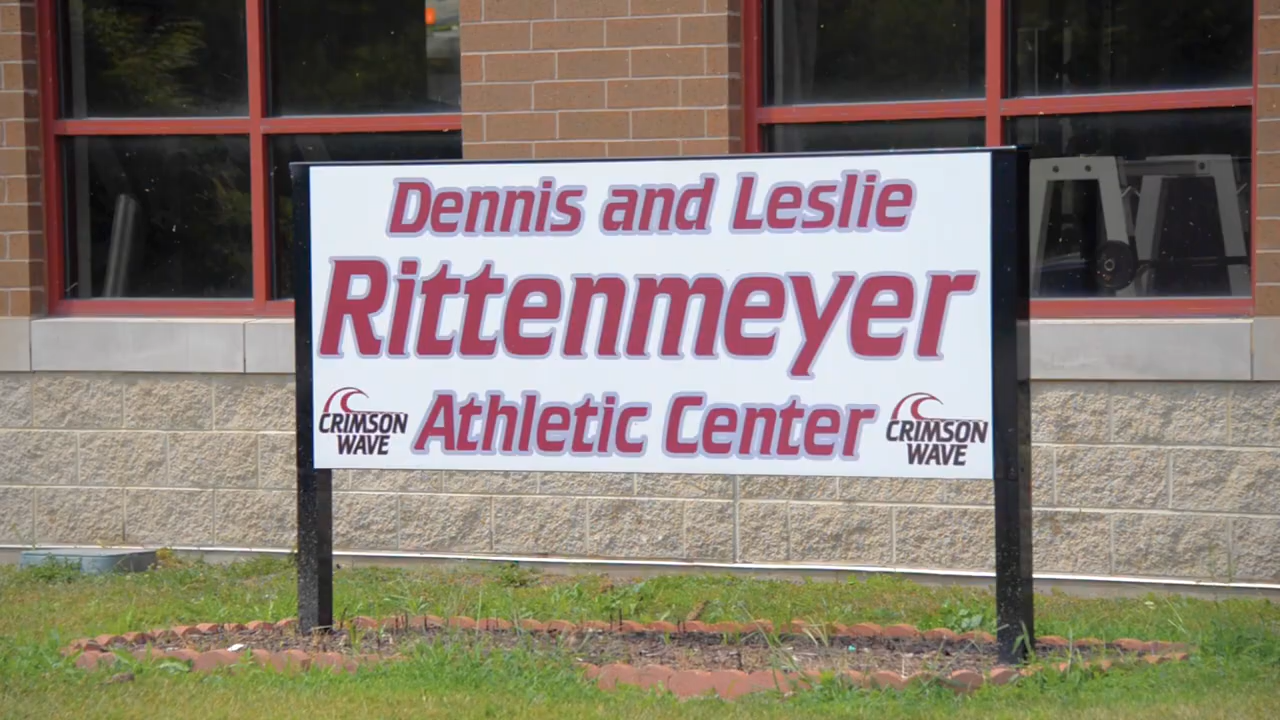 Dennis and Leslie
Rittenmeyer
Athletic Center
CRIMSON
WAVE
CRIMSON
WAVE